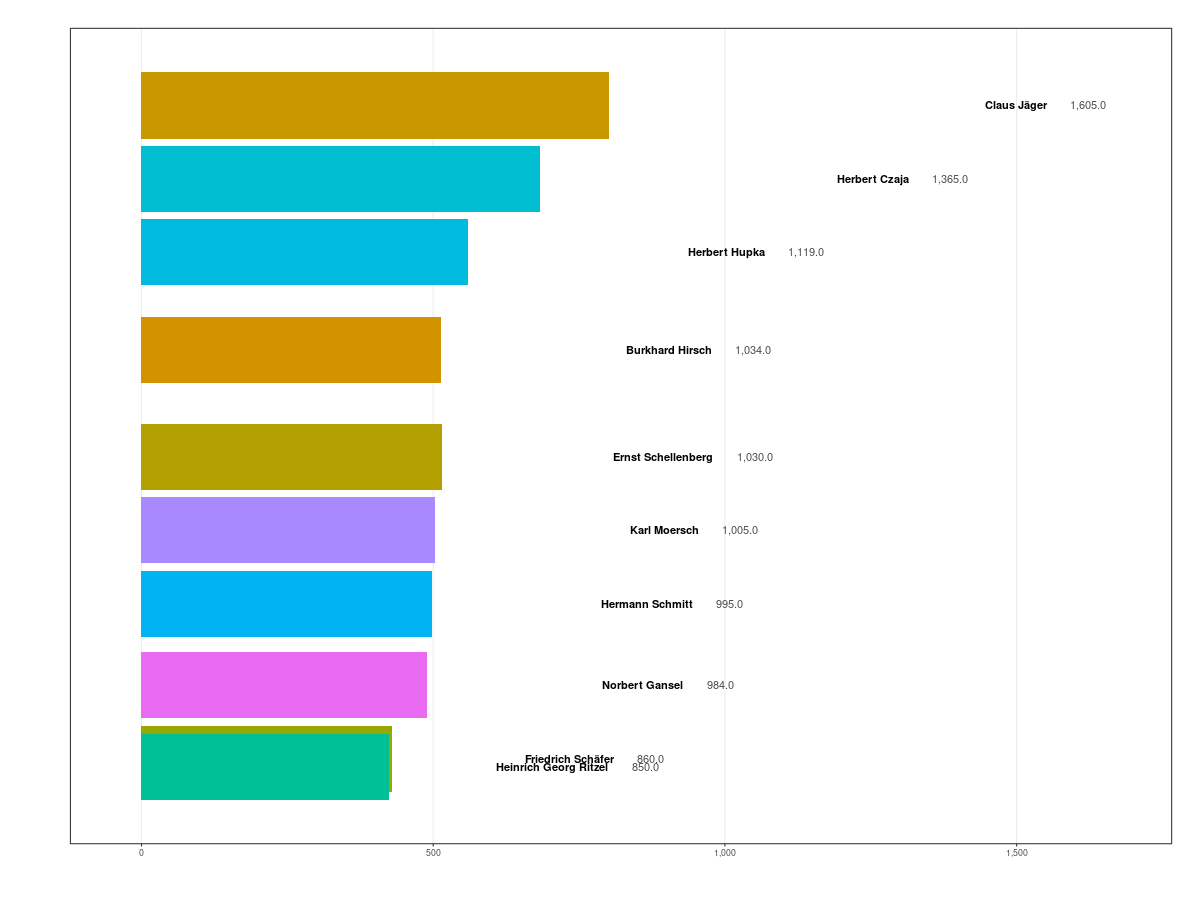 Claus Jäger 1,605.0
Herbert Czaja 1,365.0
Herbert Hupka 1,119.0
Burkhard Hirsch 1,034.0
Ernst Schellenberg 1,030.0
Karl Moersch 1,005.0
Hermann Schmitt 995.0
Norbert Gansel 984.0
Friedrich Schäfer 860.0
Heinrich Georg Ritzel 850.0
0 500 1,000 1,500